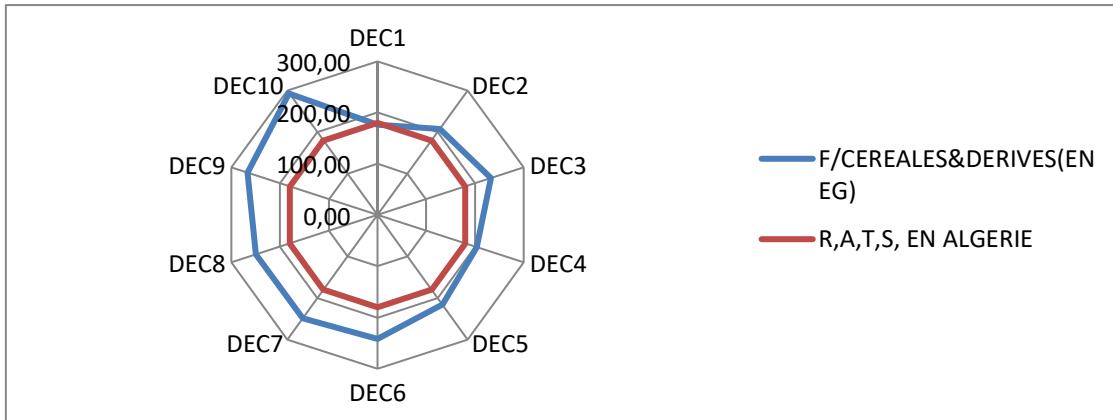 DEC1
300,00
DEC10
DEC2
200,00
DEC9
100,00
DEC3
0,00
DEC8
DEC4
DEC7
DEC5
DEC6
F/CEREALES&DERIVES(EN
EG)
R,A,T,S, EN ALGERIE